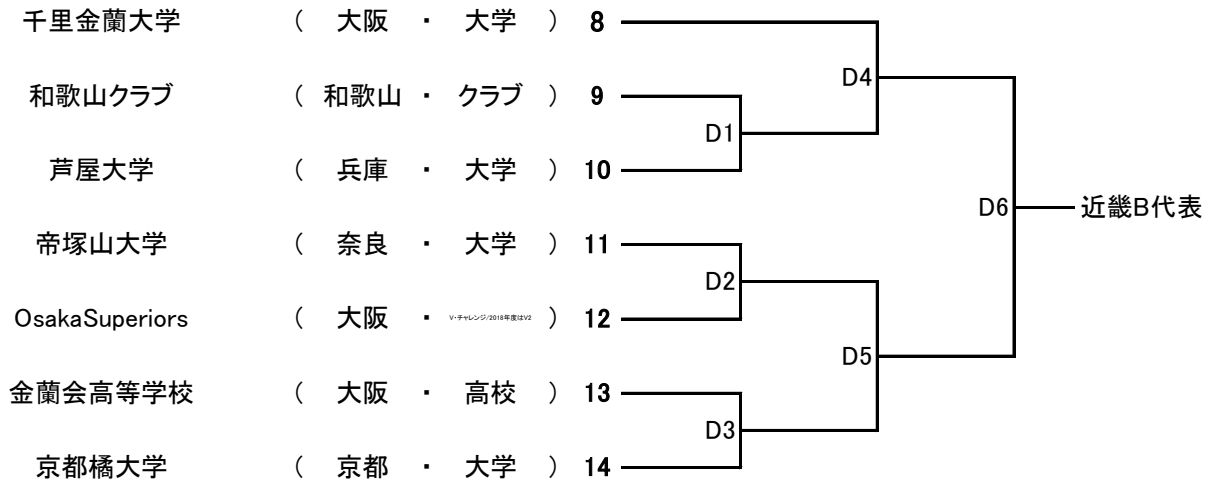 千里金蘭大学 ( 大阪 ・ 大学 ) 8
D4
和歌山クラブ ( 和歌山 ・ クラブ ) 9
D1
芦屋大学 ( 兵庫 ・ 大学 ) 10
D6 近畿B代表
帝塚山大学 ( 奈良 ・ 大学 ) 11
D2
OsakaSuperiors ( 大阪 ・ V・チャレンジ/2018年度はV2 ) 12
D5
金蘭会高等学校 ( 大阪 ・ 高校 ) 13
D3
京都橘大学 ( 京都 ・ 大学 ) 14